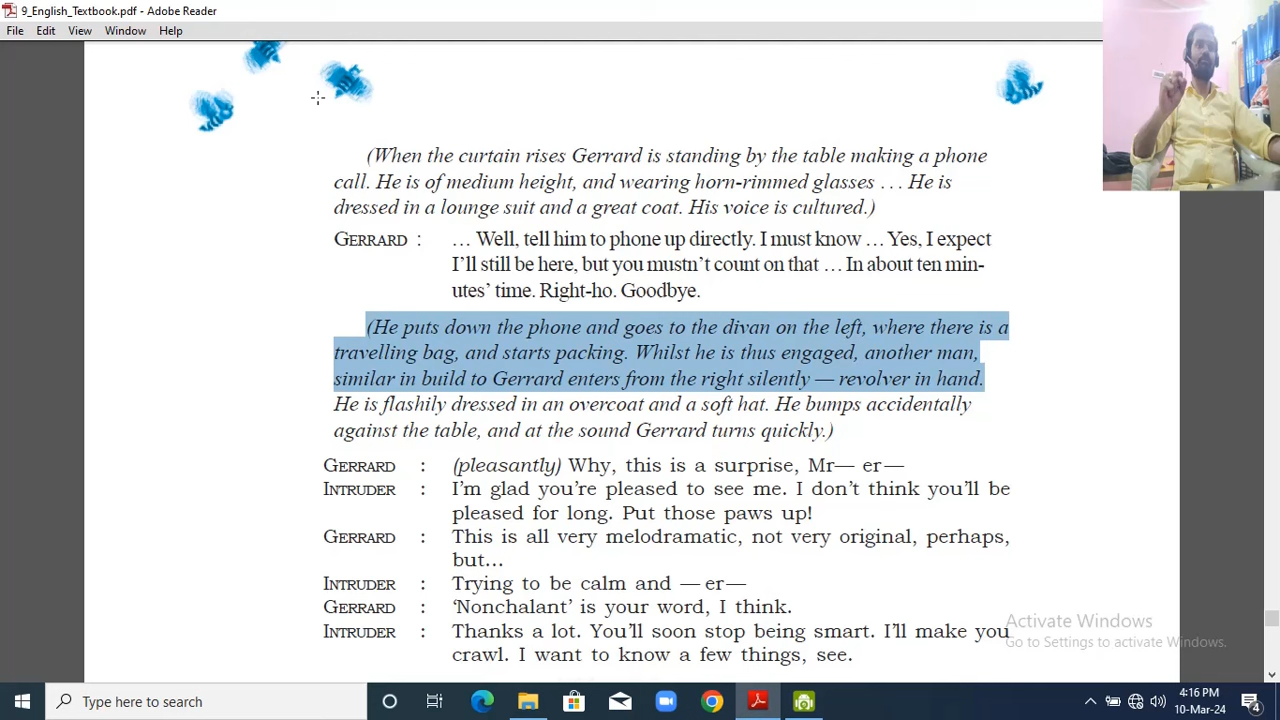 9_English_Textbook.pdf - Adobe Reader
File Edit View Window Help
(When the curtain rises Gerrard is standing by the table making a phone
call. He is of medium height, and wearing horn-rimmed glasses . . . He is
dressed in a lounge suit and a great coat. His voice is cultured.)
GERRARD : … Well, tell him to phone up directly. I must know … Yes, I expect
I’ll still be here, but you mustn’t count on that … In about ten min-
utes’ time. Right-ho. Goodbye.
(He puts down the phone and goes to the divan on the left, where there is a
travelling bag, and starts packing. Whilst he is thus engaged, another man,
similar in build to Gerrard enters from the right silently — revolver in hand.
He is flashily dressed in an overcoat and a soft hat. He bumps accidentally
against the table, and at the sound Gerrard turns quickly.)
GERRARD : (pleasantly) Why, this is a surprise, Mr— er—
INTRUDER : I’m glad you’re pleased to see me. I don’t think you’ll be
pleased for long. Put those paws up!
GERRARD : This is all very melodramatic, not very original, perhaps,
but…
INTRUDER : Trying to be calm and — er—
GERRARD : ‘Nonchalant’ is your word, I think.
INTRUDER : Thanks a lot. You’ll soon stop being smart. I’ll make you
crawl. I want to know a few things, see.
Activate Windows
Go to Settings to activate Windows.
Type here to search
4:16 PM
10-Mar-24
4